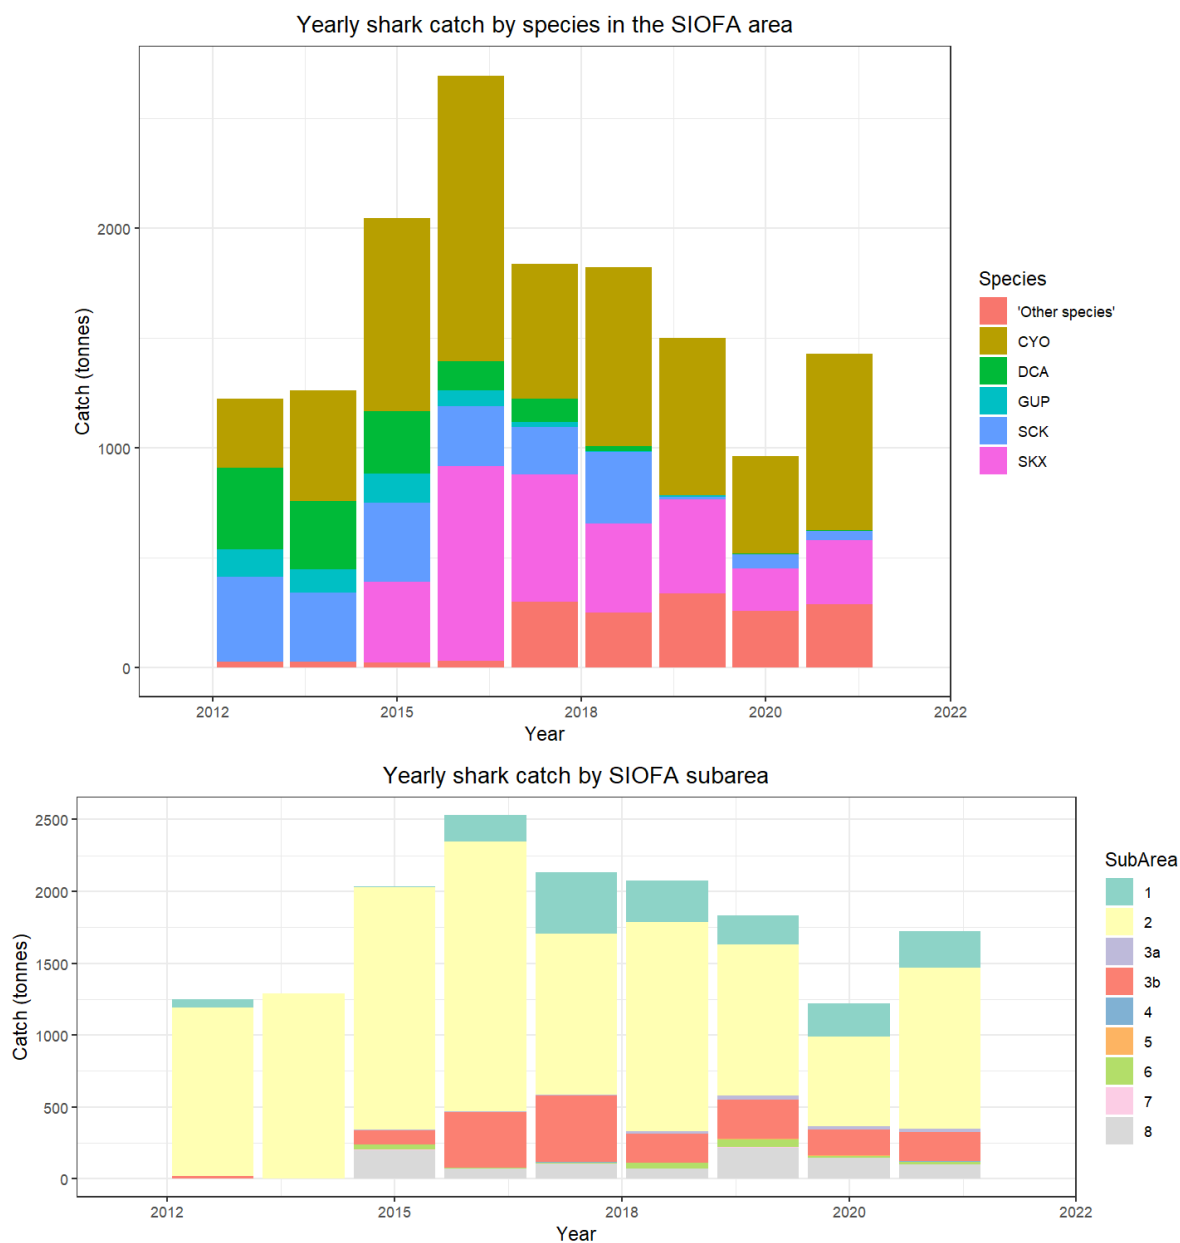 Yearly shark catch by species in the SIOFA area
Catch (tonnes)
2000
1000
0
2012
2015
2018
2020
2022
Year
Species
'Other species'
CYO
DCA
GUP
SCK
SKX
Yearly shark catch by SIOFA subarea
Catch (tonnes)
2500
2000
1500
1000
500
0
2012
2015
2018
2020
2022
Year
SubArea
1
2
3a
3b
4
5
6
7
8